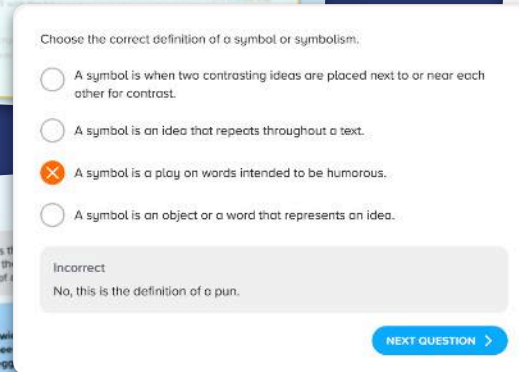 Choose the correct definition of a symbol or symbolism.
A symbol is when two contrasting ideas are placed next to or near each
other for contrast.
A symbol is an idea that repeats throughout a text.
A symbol is a play on words intended to be humorous.
A symbol is an object or a word that represents an idea.
Incorrect
No, this is the definition of a pun.
NEXT QUESTION